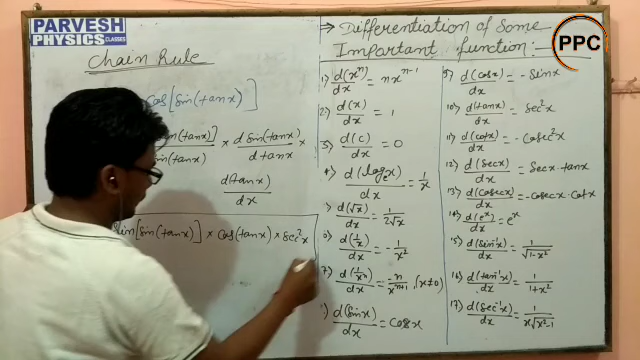 PARVESH
PHYSICS CLASSES
Chain Rule
Cos[Sin(tanx)]
Sin(tanx)] × d Sin(tanx) ×
Sin(tanx) d tanx
d(tanx)
dx
Sin[Sin(tanx)] × Cos(tanx) × Sec²x
⇒ Differentiation of Some
Important function:-
PPC
1) d(xⁿ)/dx = nxⁿ⁻¹
2) d(x)/dx = 1
3) d(c)/dx = 0
d(logₑx)/dx = 1/x
) d(√x)/dx = 1/2√x
d(1/x)/dx = -1/x²
7) d(1/xⁿ)/dx = n/xⁿ⁺¹, (x≠0)
) d(Sinx)/dx = Cosx
9) d(Cosx)/dx = -Sinx
10) d(tanx)/dx = Sec²x
11) d(Cotx)/dx = -Cosec²x
12) d(Secx)/dx = Secx·tanx
13) d(Cosecx)/dx = -Cosecx·Cotx
14) d(eˣ)/dx = eˣ
15) d(Sin⁻¹x)/dx = 1/√1-x²
16) d(tan⁻¹x)/dx = 1/1+x²
17) d(Sec⁻¹x)/dx = 1/x√x²-1